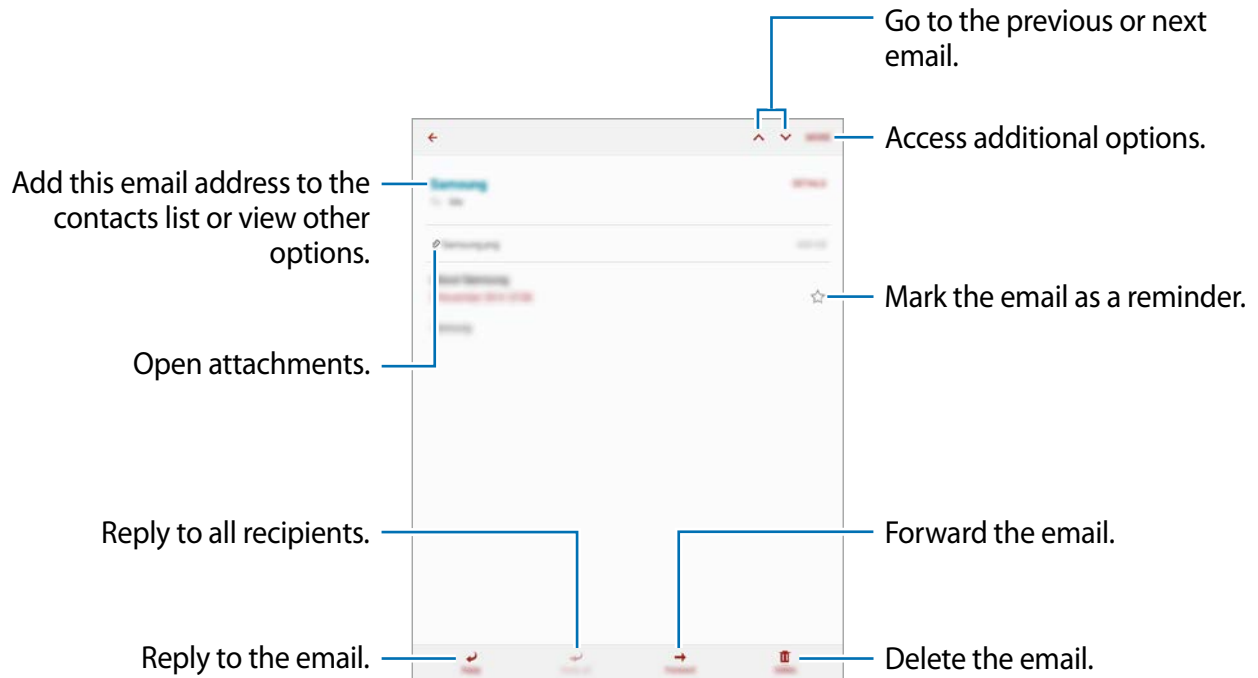 Go to the previous or next
email.
Access additional options.
Add this email address to the
contacts list or view other
options.
Samsung
Mark the email as a reminder.
Open attachments.
Reply to all recipients.
Forward the email.
Reply to the email.
Delete the email.